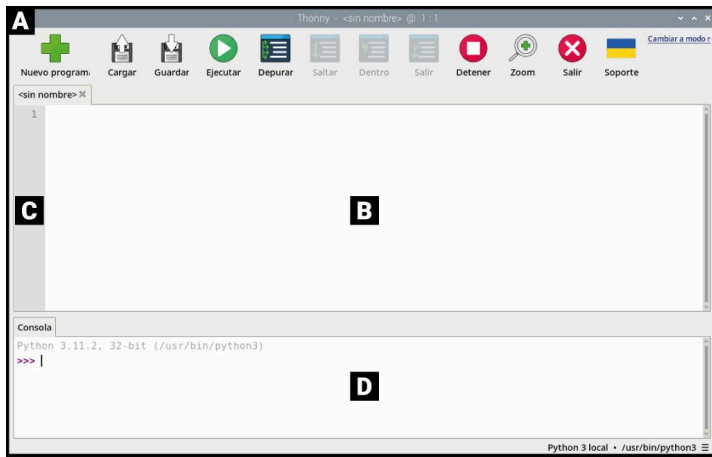 A
Thonny - <sin nombre> @ 1:1
Cambiar a modo r
Nuevo program. Cargar Guardar Ejecutar Depurar Saltar Dentro Salir Detener Zoom Salir Soporte
<sin nombre>
1
C
B
Consola
Python 3.11.2, 32-bit (/usr/bin/python3)
>>>
D
Python 3 local • /usr/bin/python3